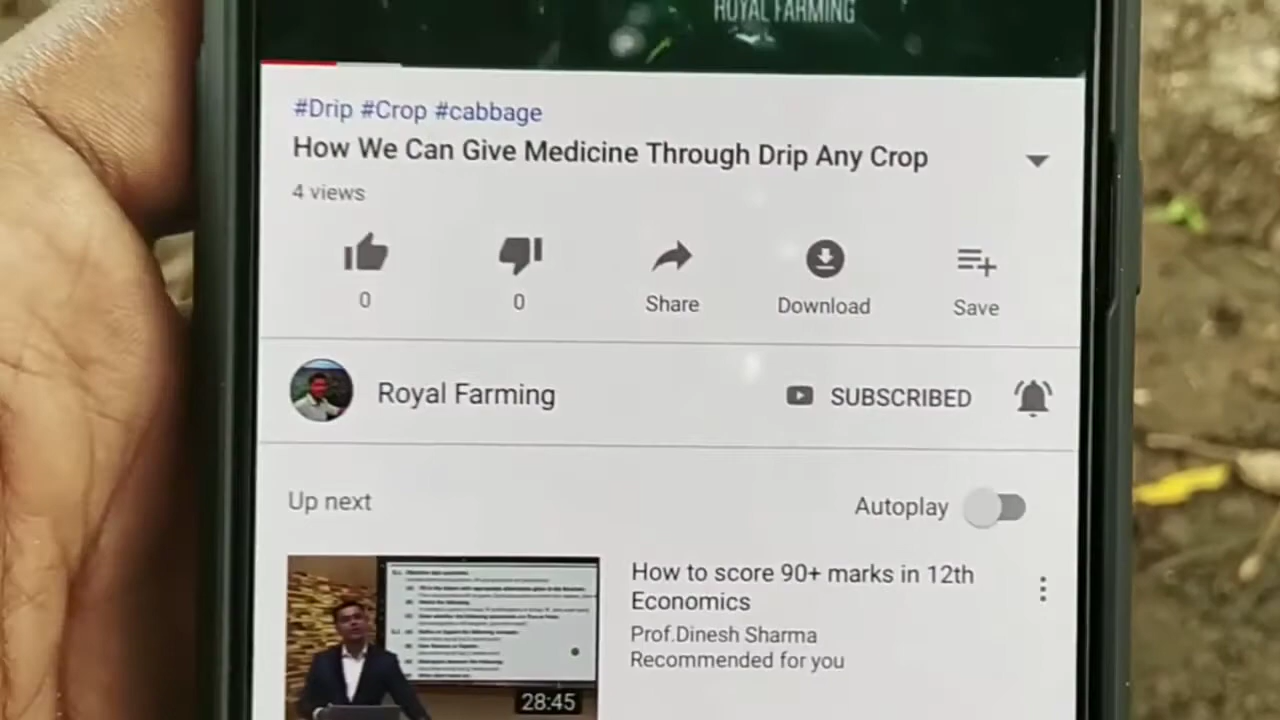 ROYAL FARMING
#Drip #Crop #cabbage
How We Can Give Medicine Through Drip Any Crop
4 views
0
0
Share
Download
Save
Royal Farming
SUBSCRIBED
Up next
Autoplay
How to score 90+ marks in 12th
Economics
Prof.Dinesh Sharma
Recommended for you
28:45